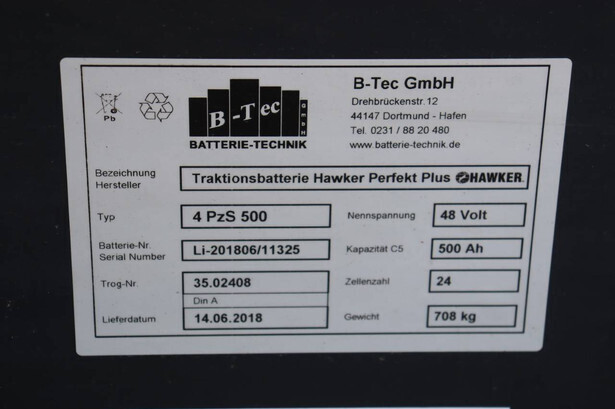 B-Tec GmbH
BATTERIE-TECHNIK
Pb
B-Tec GmbH
Drehbrückenstr. 12
44147 Dortmund - Hafen
Tel. 0231 / 88 20 480
www.batterie-technik.de
Bezeichnung
Hersteller
Traktionsbatterie Hawker Perfekt Plus HAWKER.
Typ
4 PzS 500
Nennspannung
48 Volt
Batterie-Nr.
Serial Number
Li-201806/11325
Kapazität C5
500 Ah
Trog-Nr.
35.02408
Zellenzahl
24
Din A
Lieferdatum
14.06.2018
Gewicht
708 kg